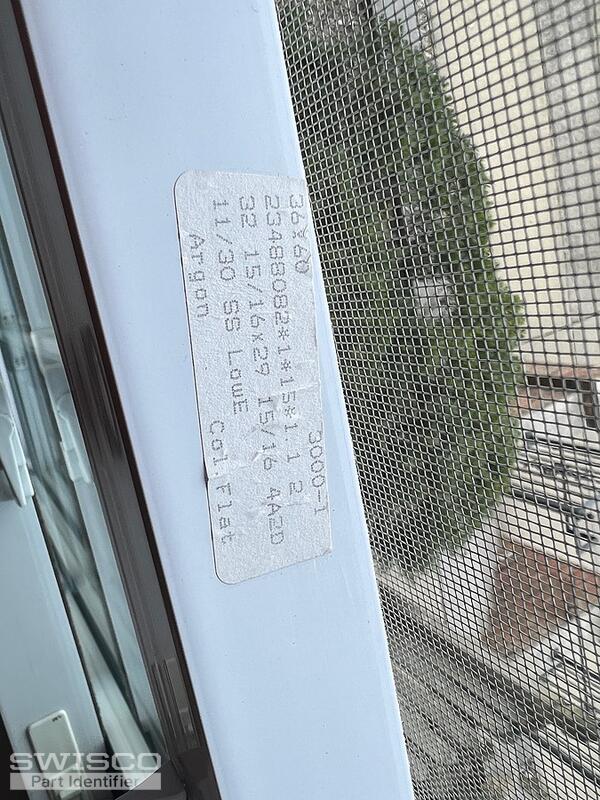 36x60 3000-1
23488082*1*15*1. 1 2
32 15/16x29 15/16 4A20
11/30 SS LowE Col Flat
Argon
SWISCO
Part Identifier